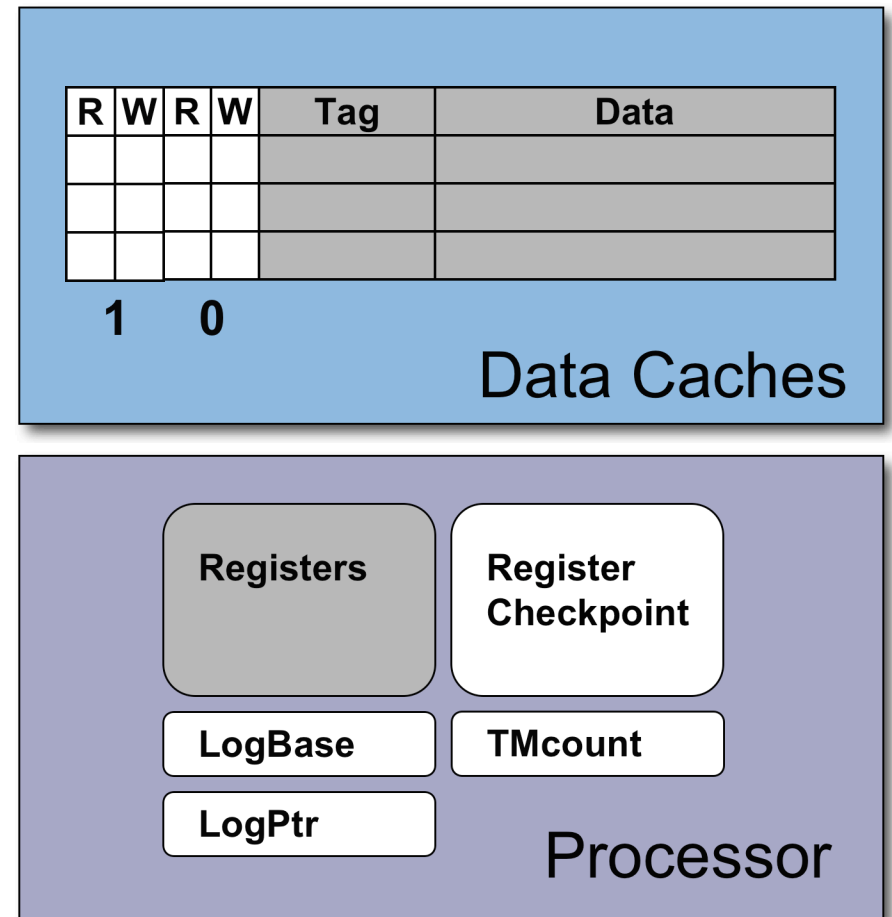 R W R W Tag Data
1 0
Data Caches
Registers
Register
Checkpoint
LogBase
TMcount
LogPtr
Processor